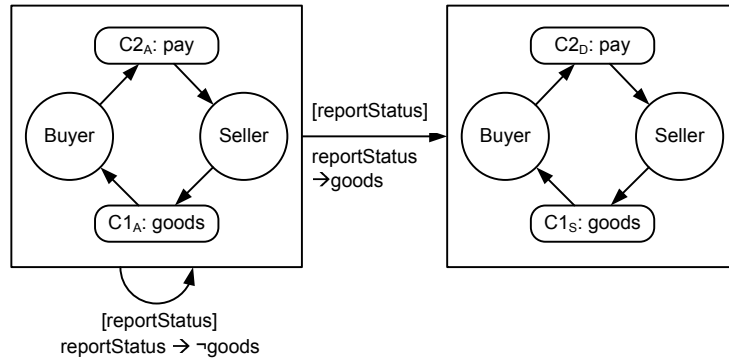 C2A: pay
Buyer
Seller
C1A: goods
[reportStatus]
reportStatus
→goods
C2D: pay
Buyer
Seller
C1S: goods
[reportStatus]
reportStatus → ¬goods